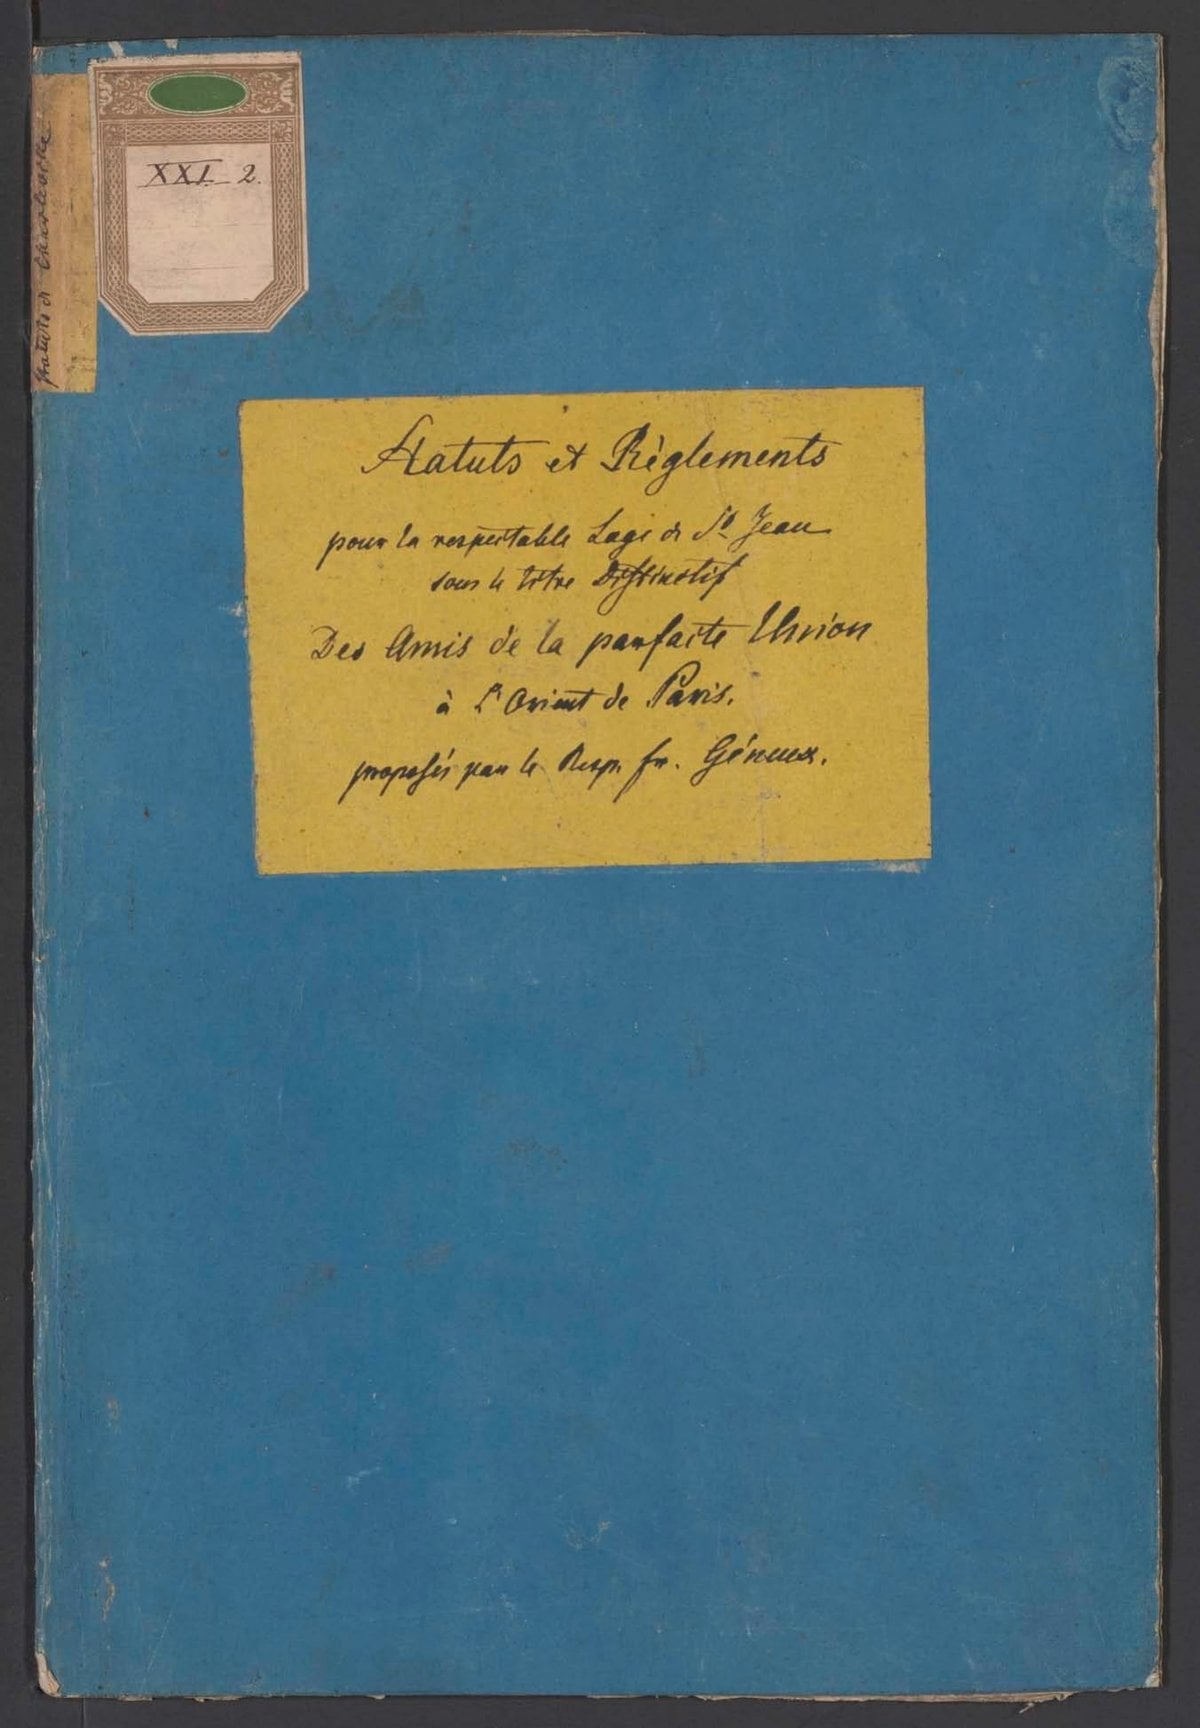 XXI. 2.
Statuts et Règlements
pour la respectable Loge de St Jean
sous le titre Distinctif
Des Amis de la parfaite Union
à L'Orient de Paris.
proposés par le Resp. fr.
Statuts d